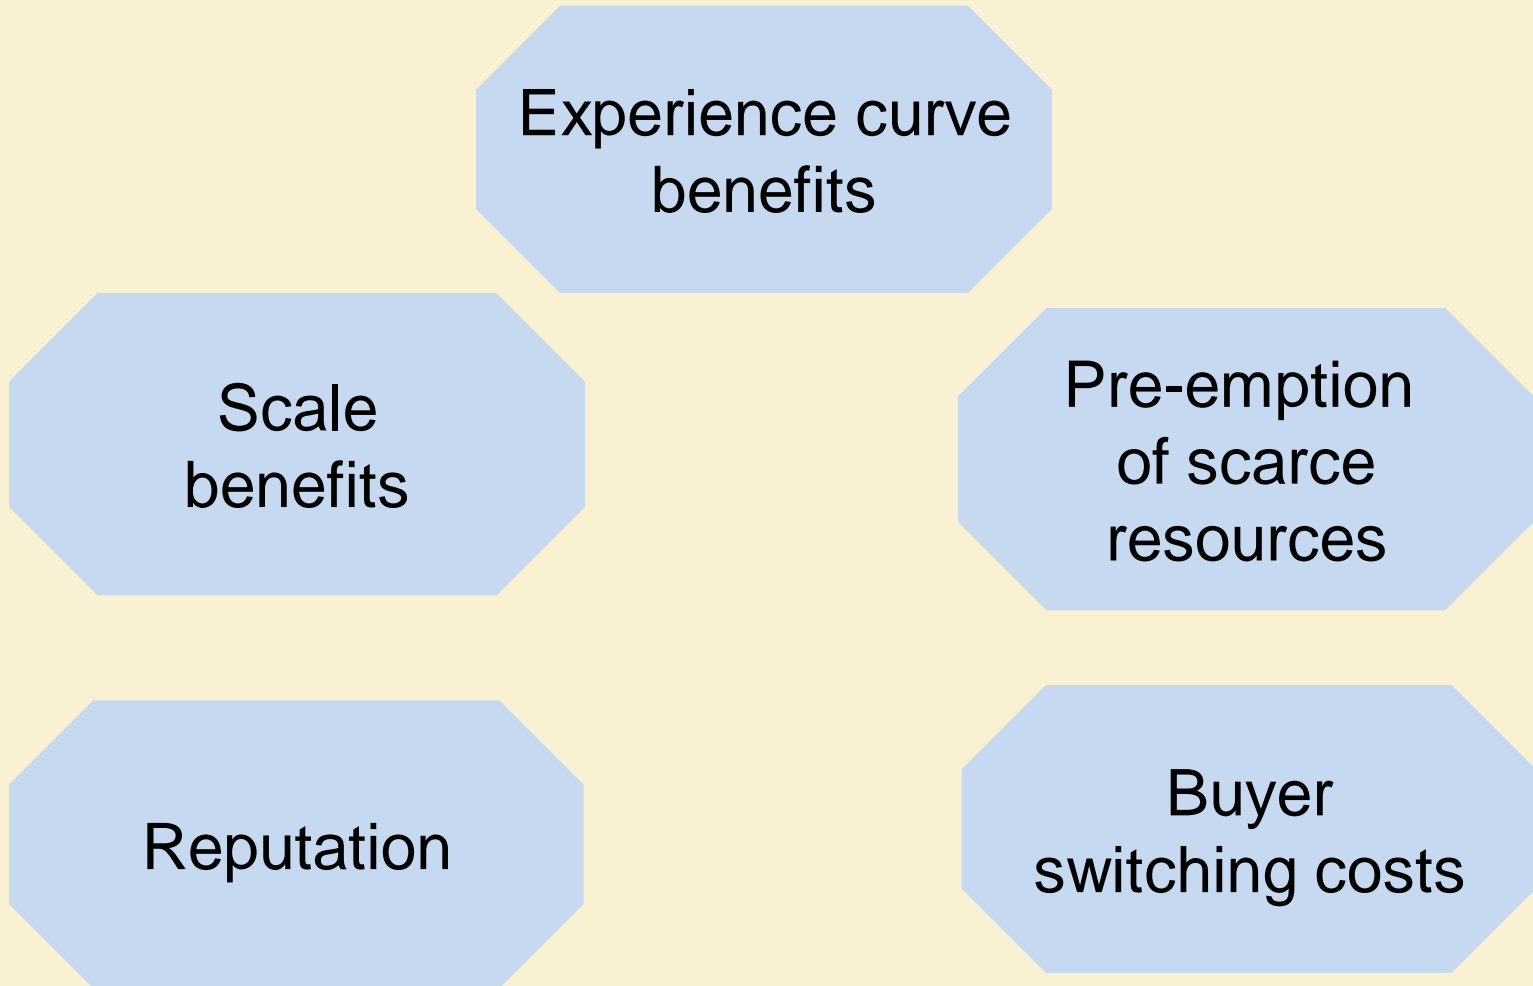 Experience curve
benefits
Scale
benefits
Pre-emption
of scarce
resources
Reputation
Buyer
switching costs